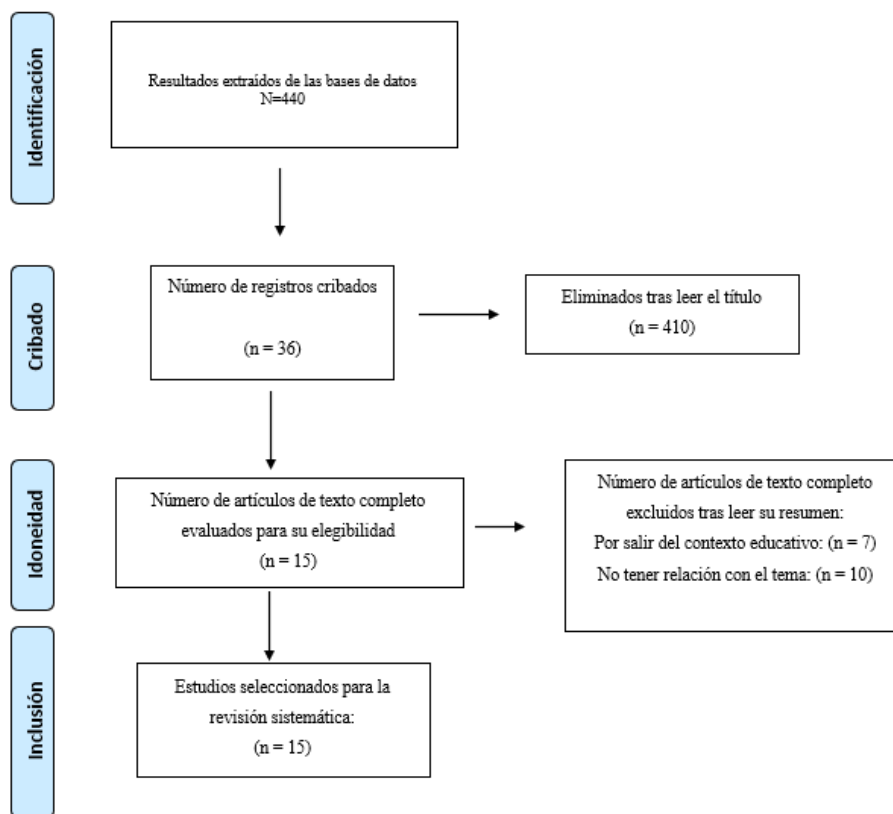 Identificación
Resultados extraídos de las bases de datos
N=440
Cribado
Número de registros cribados
(n = 36)
Eliminados tras leer el título
(n = 410)
Idoneidad
Número de artículos de texto completo
evaluados para su elegibilidad
(n = 15)
Número de artículos de texto completo
excluidos tras leer su resumen:
Por salir del contexto educativo: (n = 7)
No tener relación con el tema: (n = 10)
Inclusión
Estudios seleccionados para la
revisión sistemática:
(n = 15)